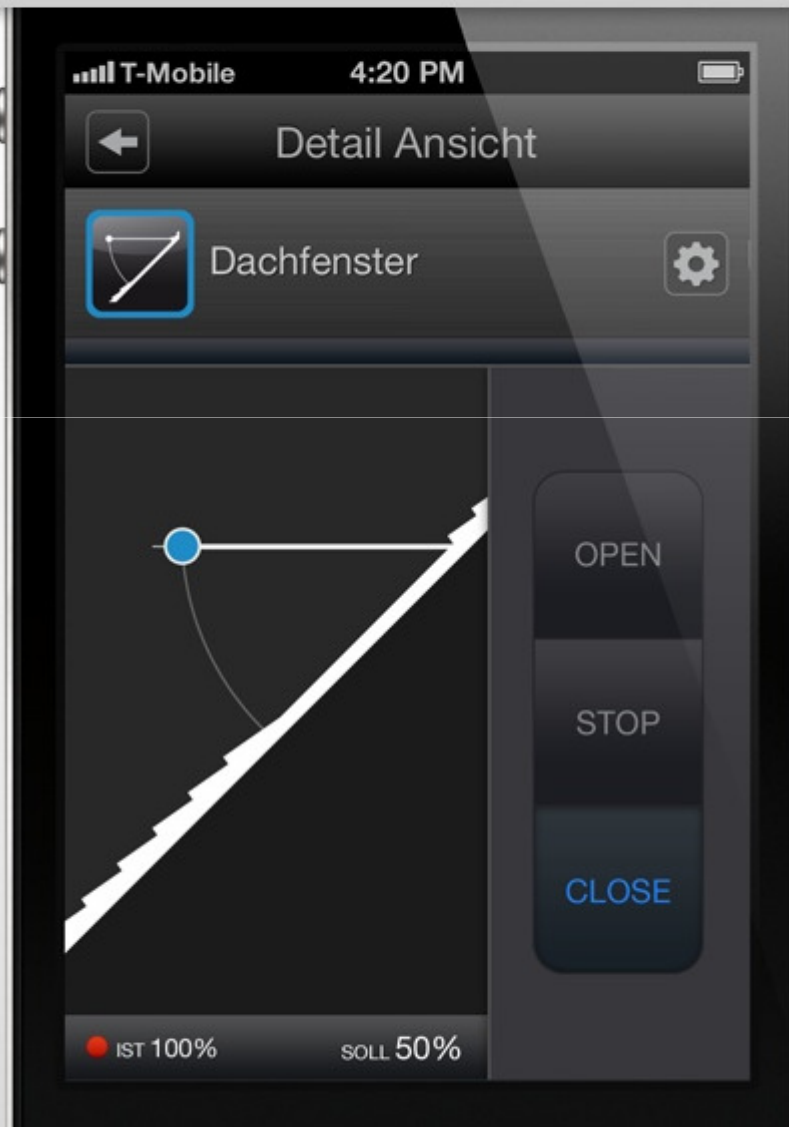 T-Mobile 4:20 PM
Detail Ansicht
Dachfenster
OPEN
STOP
CLOSE
IST 100% SOLL 50%